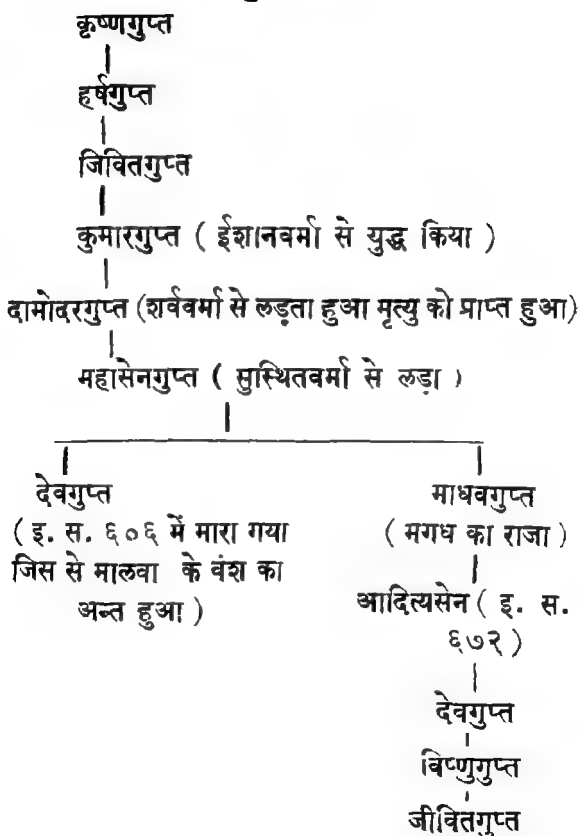 कृष्णगुप्त
हर्षगुप्त
जिवितगुप्त
कुमारगुप्त ( ईशानवर्मा से युद्ध किया )
दामोदरगुप्त (शर्ववर्मा से लड़ता हुआ मृत्यु को प्राप्त हुआ)
महासेनगुप्त ( सुस्थितवर्मा से लड़ा )
देवगुप्त
( इ. स. ६०६ में मारा गया
जिस से मालवा के वंश का
अन्त हुआ )
माधवगुप्त
( मगध का राजा )
आदित्यसेन ( इ. स.
६७२ )
देवगुप्त
विष्णुगुप्त
जीवितगुप्त